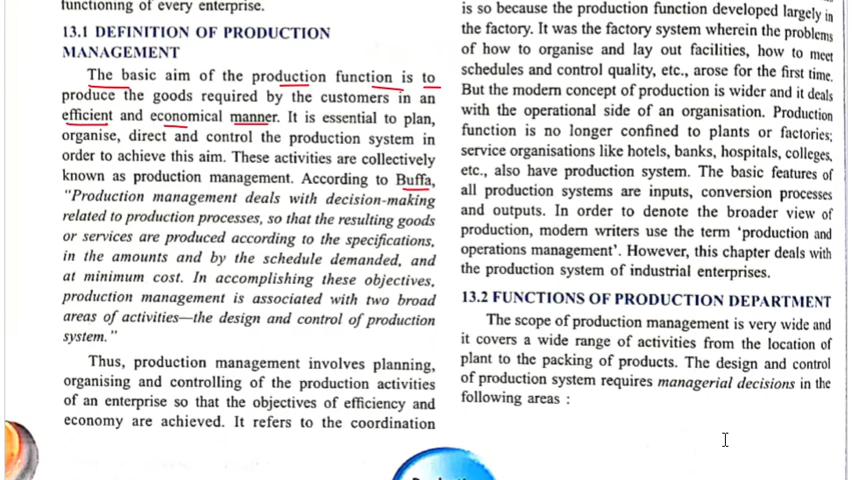 functioning of every enterprise.
13.1 DEFINITION OF PRODUCTION
MANAGEMENT
The basic aim of the production function is to
produce the goods required by the customers in an
efficient and economical manner. It is essential to plan,
organise, direct and control the production system in
order to achieve this aim. These activities are collectively
known as production management. According to Buffa,
“Production management deals with decision-making
related to production processes, so that the resulting goods
or services are produced according to the specifications,
in the amounts and by the schedule demanded, and
at minimum cost. In accomplishing these objectives,
production management is associated with two broad
areas of activities—the design and control of production
system.”
Thus, production management involves planning,
organising and controlling of the production activities
of an enterprise so that the objectives of efficiency and
economy are achieved. It refers to the coordination
is so because the production function developed largely in
the factory. It was the factory system wherein the problems
of how to organise and lay out facilities, how to meet
schedules and control quality, etc., arose for the first time.
But the modern concept of production is wider and it deals
with the operational side of an organisation. Production
function is no longer confined to plants or factories;
service organisations like hotels, banks, hospitals, colleges,
etc., also have production system. The basic features of
all production systems are inputs, conversion processes
and outputs. In order to denote the broader view of
production, modern writers use the term ‘production and
operations management’. However, this chapter deals with
the production system of industrial enterprises.
13.2 FUNCTIONS OF PRODUCTION DEPARTMENT
The scope of production management is very wide and
it covers a wide range of activities from the location of
plant to the packing of products. The design and control
of production system requires managerial decisions in the
following areas :